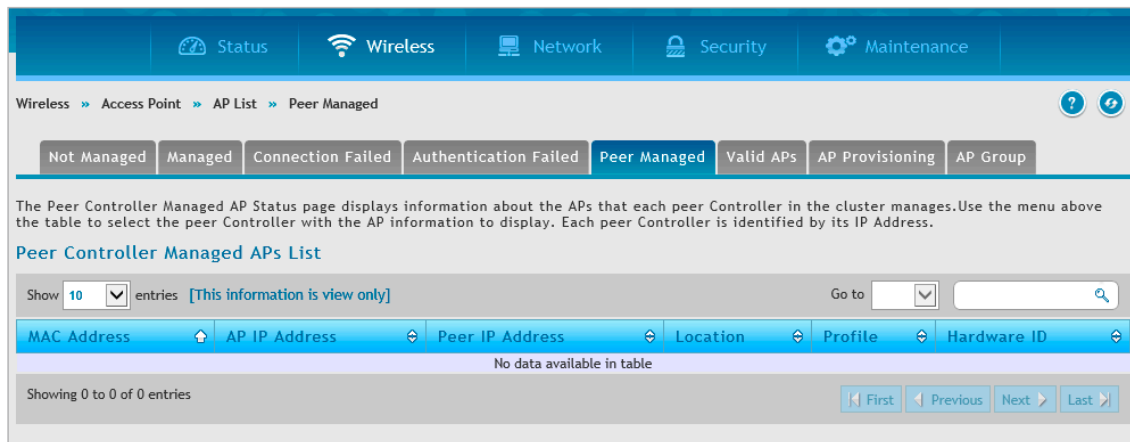 Status Wireless Network Security Maintenance
Wireless » Access Point » AP List » Peer Managed ?
Not Managed Managed Connection Failed Authentication Failed Peer Managed Valid APs AP Provisioning AP Group
The Peer Controller Managed AP Status page displays information about the APs that each peer Controller in the cluster manages.Use the menu above
the table to select the peer Controller with the AP information to display. Each peer Controller is identified by its IP Address.
Peer Controller Managed APs List
Show 10 entries [This information is view only] Go to
MAC Address AP IP Address Peer IP Address Location Profile Hardware ID
No data available in table
Showing 0 to 0 of 0 entries First Previous Next Last